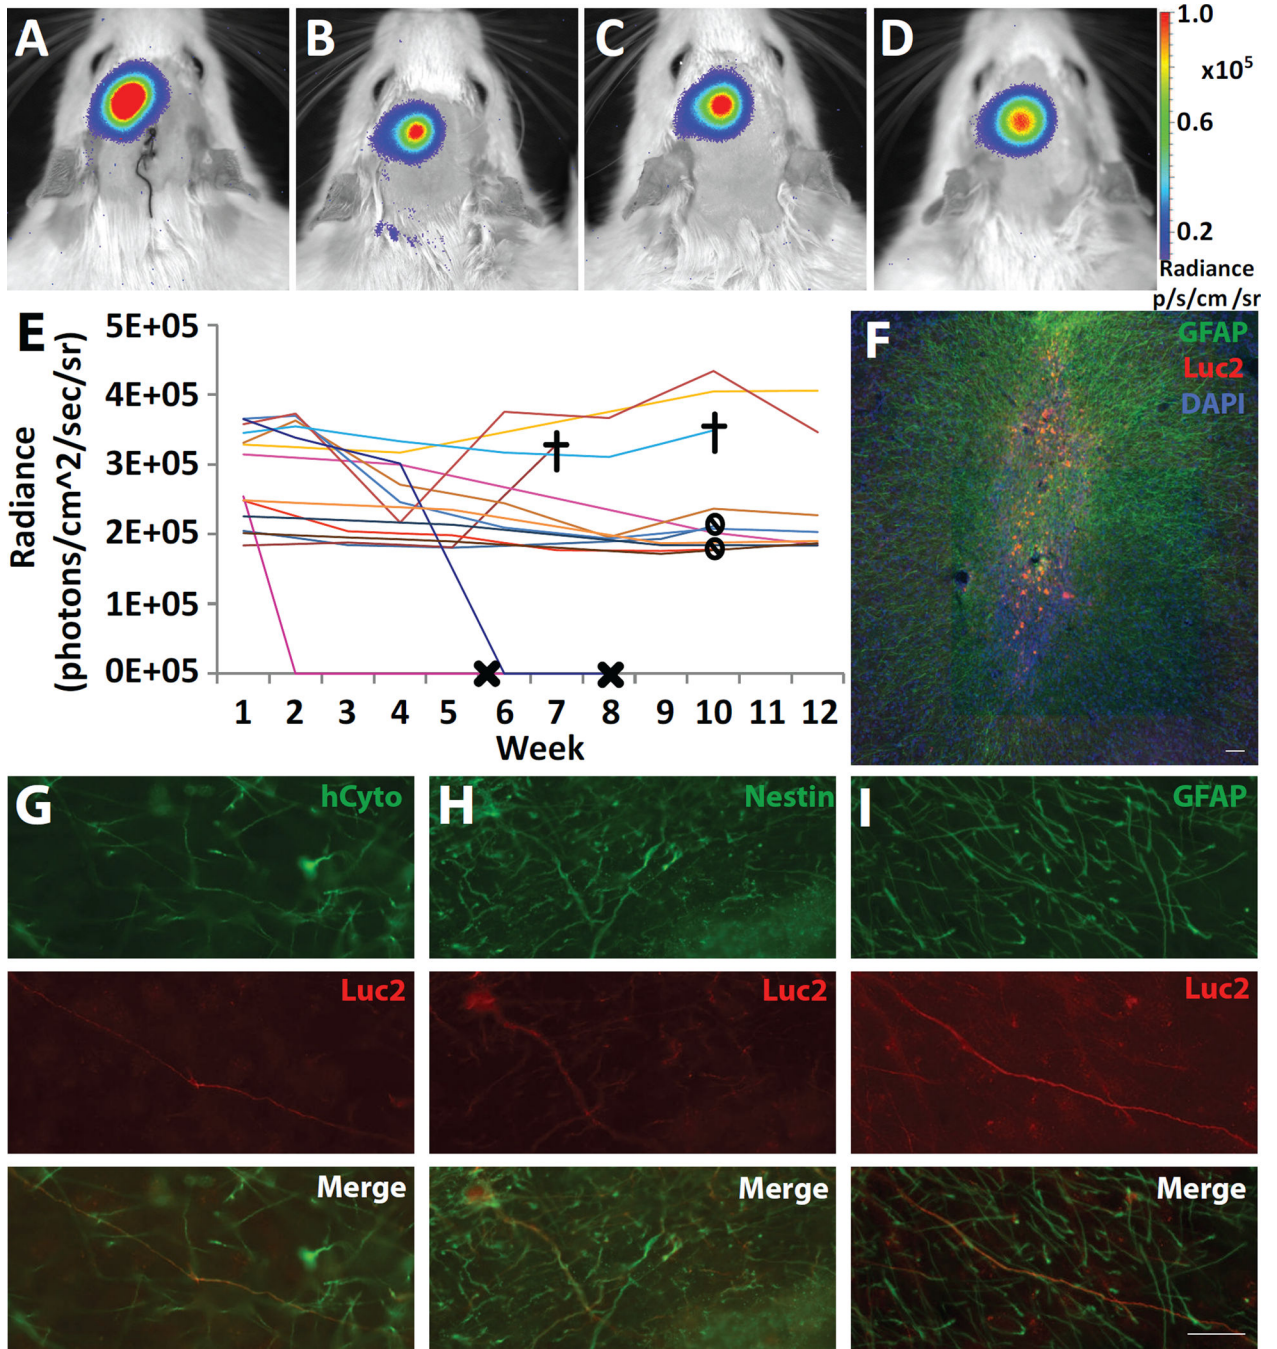 A
B
C
D
1.0
x10⁵
0.6
0.2
Radiance
p/s/cm /sr
E
Radiance
(photons/cm^2/sec/sr)
5E+05
4E+05
3E+05
2E+05
1E+05
0E+05
1 2 3 4 5 6 7 8 9 10 11 12
Week
F
GFAP
Luc2
DAPI
G
hCyto
H
Nestin
I
GFAP
Luc2
Luc2
Luc2
Merge
Merge
Merge